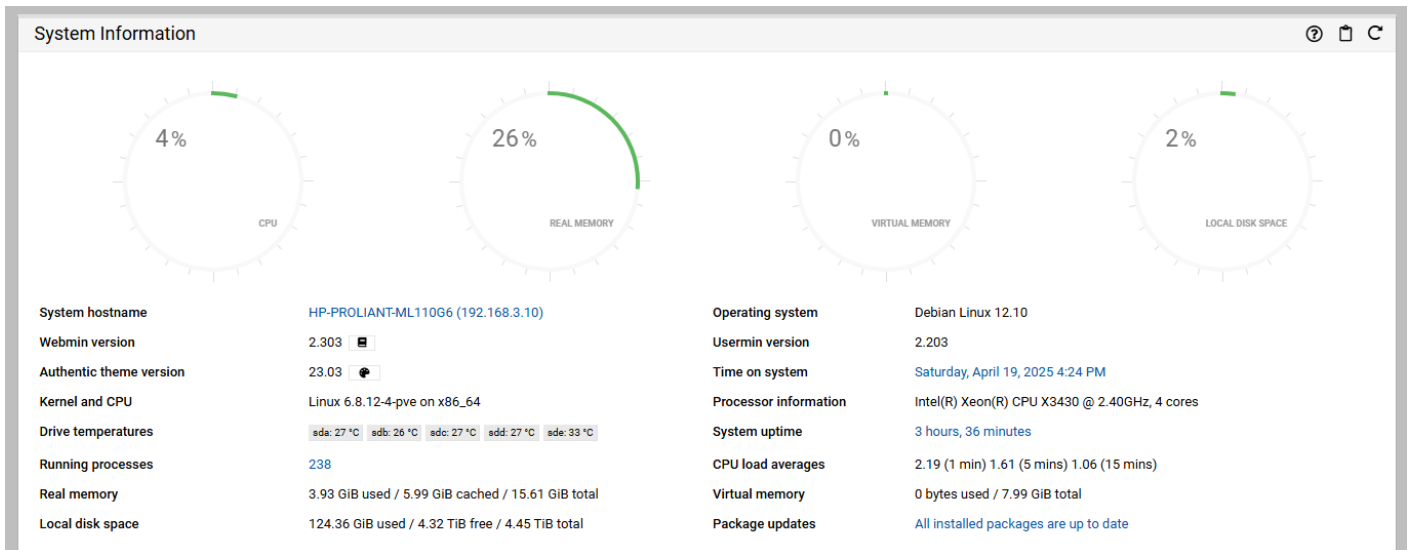 System Information
4%
CPU
26%
REAL MEMORY
0%
VIRTUAL MEMORY
2%
LOCAL DISK SPACE
System hostname HP-PROLIANT-ML110G6 (192.168.3.10) Operating system Debian Linux 12.10
Webmin version 2.303 Usermin version 2.203
Authentic theme version 23.03 Time on system Saturday, April 19, 2025 4:24 PM
Kernel and CPU Linux 6.8.12-4-pve on x86_64 Processor information Intel(R) Xeon(R) CPU X3430 @ 2.40GHz, 4 cores
Drive temperatures sda: 27 °C sdb: 26 °C sdc: 27 °C sdd: 27 °C sde: 33 °C System uptime 3 hours, 36 minutes
Running processes 238 CPU load averages 2.19 (1 min) 1.61 (5 mins) 1.06 (15 mins)
Real memory 3.93 GiB used / 5.99 GiB cached / 15.61 GiB total Virtual memory 0 bytes used / 7.99 GiB total
Local disk space 124.36 GiB used / 4.32 TiB free / 4.45 TiB total Package updates All installed packages are up to date